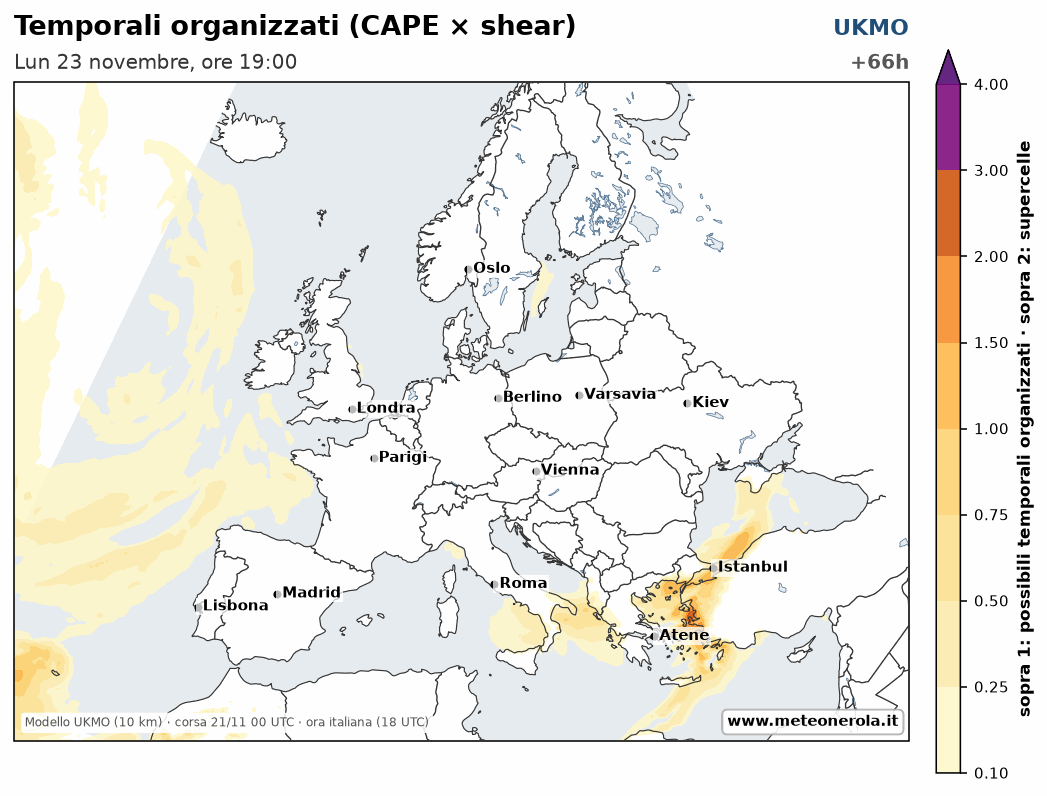 Temporali organizzati (CAPE × shear)
UKMO
Lun 23 novembre, ore 19:00
+66h
4.00
3.00
2.00
1.50
1.00
0.75
0.50
0.25
0.10
sopra 1: possibili temporali organizzati · sopra 2: supercelle
Oslo
Berlino
Varsavia
Kiev
Londra
Parigi
Vienna
Istanbul
Roma
Madrid
Lisbona
Atene
Modello UKMO (10 km) · corsa 21/11 00 UTC · ora italiana (18 UTC)
www.meteonerola.it